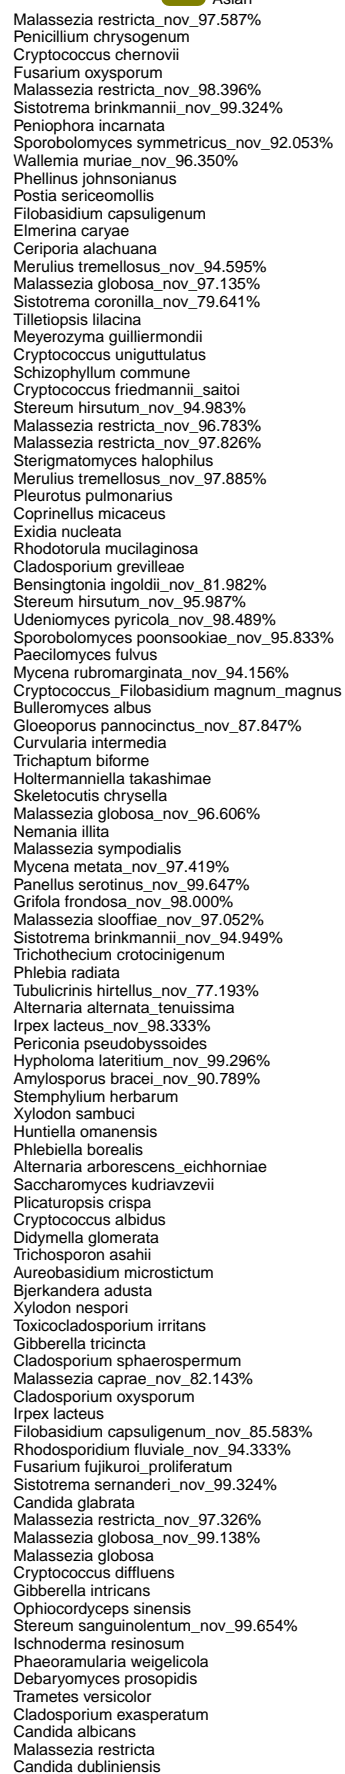 Asian
Malassezia restricta_nov_97.587%
Penicillium chrysogenum
Cryptococcus chernovii
Fusarium oxysporum
Malassezia restricta_nov_98.396%
Sistotrema brinkmannii_nov_99.324%
Peniophora incarnata
Sporobolomyces symmetricus_nov_92.053%
Wallemia muriae_nov_96.350%
Phellinus johnsonianus
Postia sericeomollis
Filobasidium capsuligenum
Elmerina caryae
Ceriporia alachuana
Merulius tremellosus_nov_94.595%
Malassezia globosa_nov_97.135%
Sistotrema coronilla_nov_79.641%
Tilletiopsis lilacina
Meyerozyma guilliermondii
Cryptococcus uniguttulatus
Schizophyllum commune
Cryptococcus friedmannii_saitoi
Stereum hirsutum_nov_94.983%
Malassezia restricta_nov_96.783%
Malassezia restricta_nov_97.826%
Sterigmatomyces halophilus
Merulius tremellosus_nov_97.885%
Pleurotus pulmonarius
Coprinellus micaceus
Exidia nucleata
Rhodotorula mucilaginosa
Cladosporium grevilleae
Bensingtonia ingoldii_nov_81.982%
Stereum hirsutum_nov_95.987%
Udeniomyces pyricola_nov_98.489%
Sporobolomyces poonsookiae_nov_95.833%
Paecilomyces fulvus
Mycena rubromarginata_nov_94.156%
Cryptococcus_Filobasidium magnum_magnus
Bulleromyces albus
Gloeoporus pannocinctus_nov_87.847%
Curvularia intermedia
Trichaptum biforme
Holtermanniella takashimae
Skeletocutis chrysella
Malassezia globosa_nov_96.606%
Nemania illita
Malassezia sympodialis
Mycena metata_nov_97.419%
Panellus serotinus_nov_99.647%
Grifola frondosa_nov_98.000%
Malassezia slooffiae_nov_97.052%
Sistotrema brinkmannii_nov_94.949%
Trichothecium crotocinigenum
Phlebia radiata
Tubulicrinis hirtellus_nov_77.193%
Alternaria alternata_tenuissima
Irpex lacteus_nov_98.333%
Periconia pseudobyssoides
Hypholoma lateritium_nov_99.296%
Amylosporus bracei_nov_90.789%
Stemphylium herbarum
Xylodon sambuci
Huntiella omanensis
Phlebiella borealis
Alternaria arborescens_eichhorniae
Saccharomyces kudriavzevii
Plicaturopsis crispa
Cryptococcus albidus
Didymella glomerata
Trichosporon asahii
Aureobasidium microstictum
Bjerkandera adusta
Xylodon nespori
Toxicocladosporium irritans
Gibberella tricincta
Cladosporium sphaerospermum
Malassezia caprae_nov_82.143%
Cladosporium oxysporum
Irpex lacteus
Filobasidium capsuligenum_nov_85.583%
Rhodosporidium fluviale_nov_94.333%
Fusarium fujikuroi_proliferatum
Sistotrema sernanderi_nov_99.324%
Candida glabrata
Malassezia restricta_nov_97.326%
Malassezia globosa_nov_99.138%
Malassezia globosa
Cryptococcus diffluens
Gibberella intricans
Ophiocordyceps sinensis
Stereum sanguinolentum_nov_99.654%
Ischnoderma resinosum
Phaeoramularia weigelicola
Debaryomyces prosopidis
Trametes versicolor
Cladosporium exasperatum
Candida albicans
Malassezia restricta
Candida dubliniensis